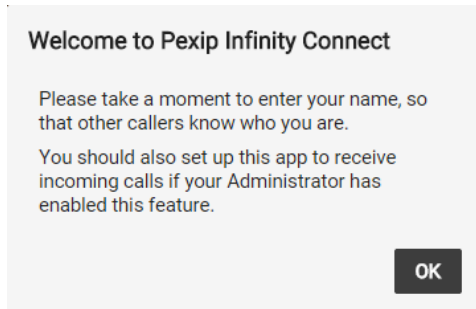 Welcome to Pexip Infinity Connect
Please take a moment to enter your name, so
that other callers know who you are.
You should also set up this app to receive
incoming calls if your Administrator has
enabled this feature.
OK